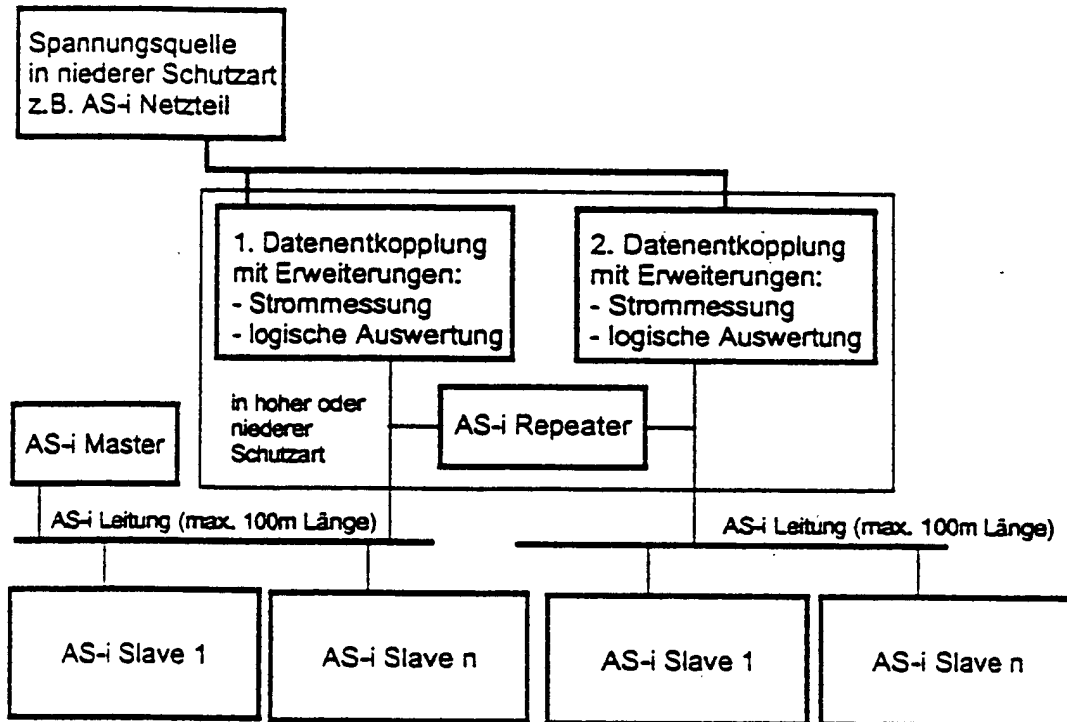 Spannungsquelle
in niederer Schutzart
z.B. AS-i Netzteil
1. Datenentkopplung
mit Erweiterungen:
- Strommessung
- logische Auswertung
2. Datenentkopplung
mit Erweiterungen:
- Strommessung
- logische Auswertung
in hoher oder
niederer
Schutzart
AS-i Repeater
AS-i Master
AS-i Leitung (max. 100m Länge)
AS-i Leitung (max. 100m Länge)
AS-i Slave 1
AS-i Slave n
AS-i Slave 1
AS-i Slave n